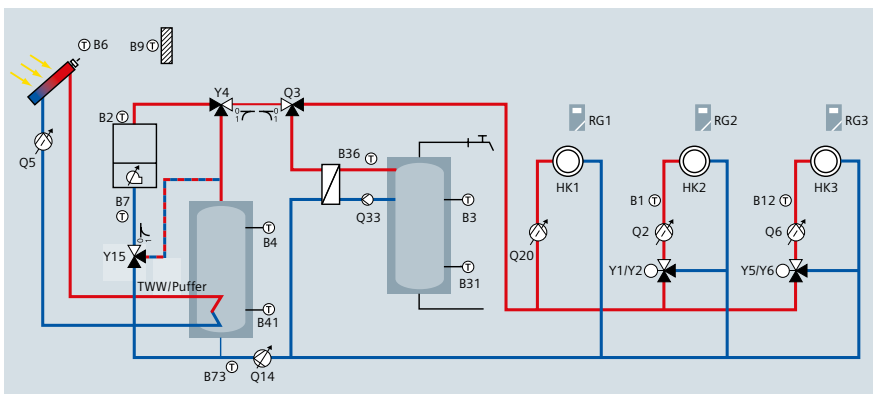 B6
B9
Y4
Q3
B2
RG1
RG2
RG3
Q5
B36
HK1
HK2
HK3
B7
Q33
B3
B1
B12
B4
Q20
Q2
Q6
Y15
B31
Y1/Y2
Y5/Y6
TWW/Puffer
B41
B73
Q14